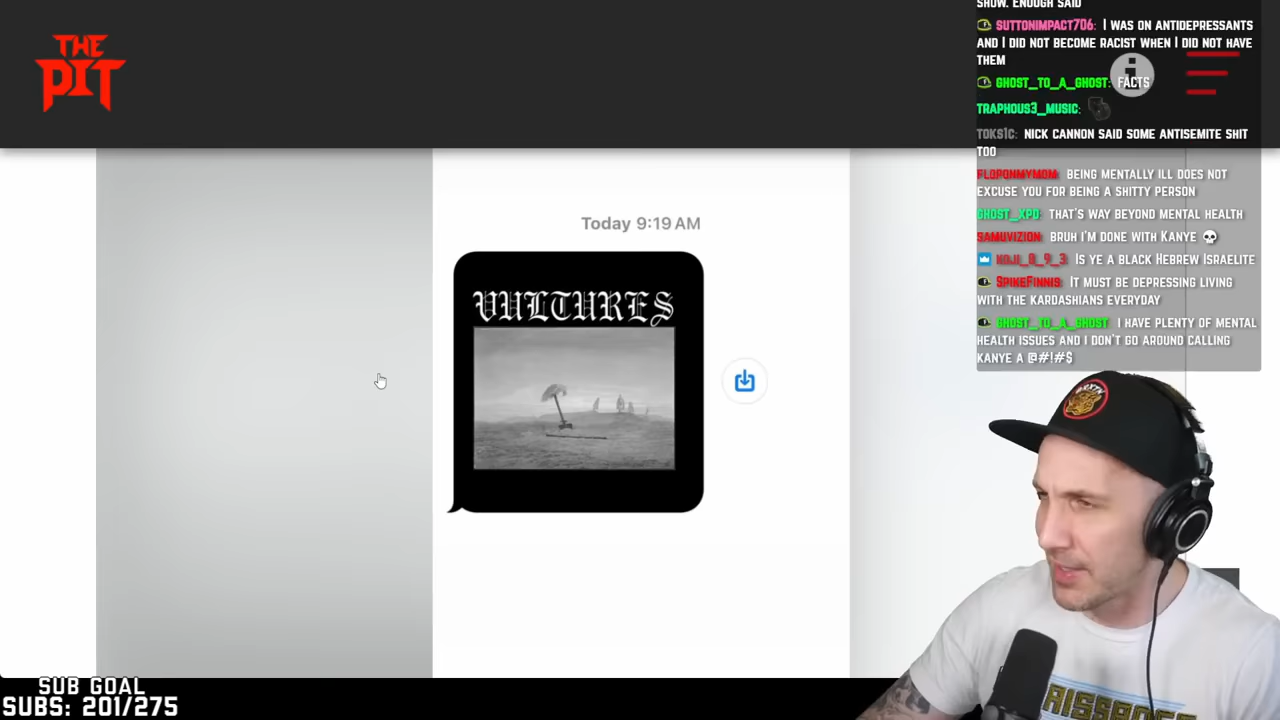 THE
PIT
Today 9:19 AM
VULTURES
SHOW. ENOUGH SAID
SUTTONIMPACT706: I WAS ON ANTIDEPRESSANTS
AND I DID NOT BECOME RACIST WHEN I DID NOT HAVE
THEM
GHOST_TO_A_GHOST: FACTS
TRAPHOUS3_MUSIC:
TOKS1C: NICK CANNON SAID SOME ANTISEMITE SHIT
TOO
FLOPONMYMOM: BEING MENTALLY ILL DOES NOT
EXCUSE YOU FOR BEING A SHITTY PERSON
GHOST_XPO: THAT'S WAY BEYOND MENTAL HEALTH
SAMUVIZION: BRUH I'M DONE WITH KANYE 💀
KOJI_0_9_3: IS YE A BLACK HEBREW ISRAELITE
SPIKEFINNIS: IT MUST BE DEPRESSING LIVING
WITH THE KARDASHIANS EVERYDAY
GHOST_TO_A_GHOST I HAVE PLENTY OF MENTAL
HEALTH ISSUES AND I DON'T GO AROUND CALLING
KANYE A @#!#$
SUB GOAL
SUBS: 201/275